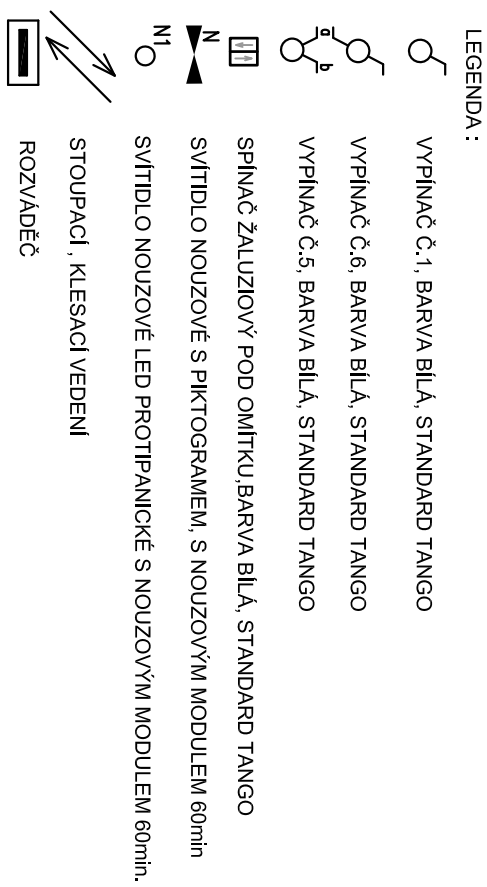 LEGENDA :
VYPÍNAČ Č.1, BARVA BÍLÁ, STANDARD TANGO
VYPÍNAČ Č.6, BARVA BÍLÁ, STANDARD TANGO
a b VYPÍNAČ Č.5, BARVA BÍLÁ, STANDARD TANGO
SPÍNAČ ŽALUZIOVÝ POD OMÍTKU,BARVA BÍLÁ, STANDARD TANGO
N SVÍTIDLO NOUZOVÉ S PIKTOGRAMEM, S NOUZOVÝM MODULEM 60min
N1 SVÍTIDLO NOUZOVÉ LED PROTIPANICKÉ S NOUZOVÝM MODULEM 60min.
STOUPACÍ , KLESACÍ VEDENÍ
ROZVÁDĚČ